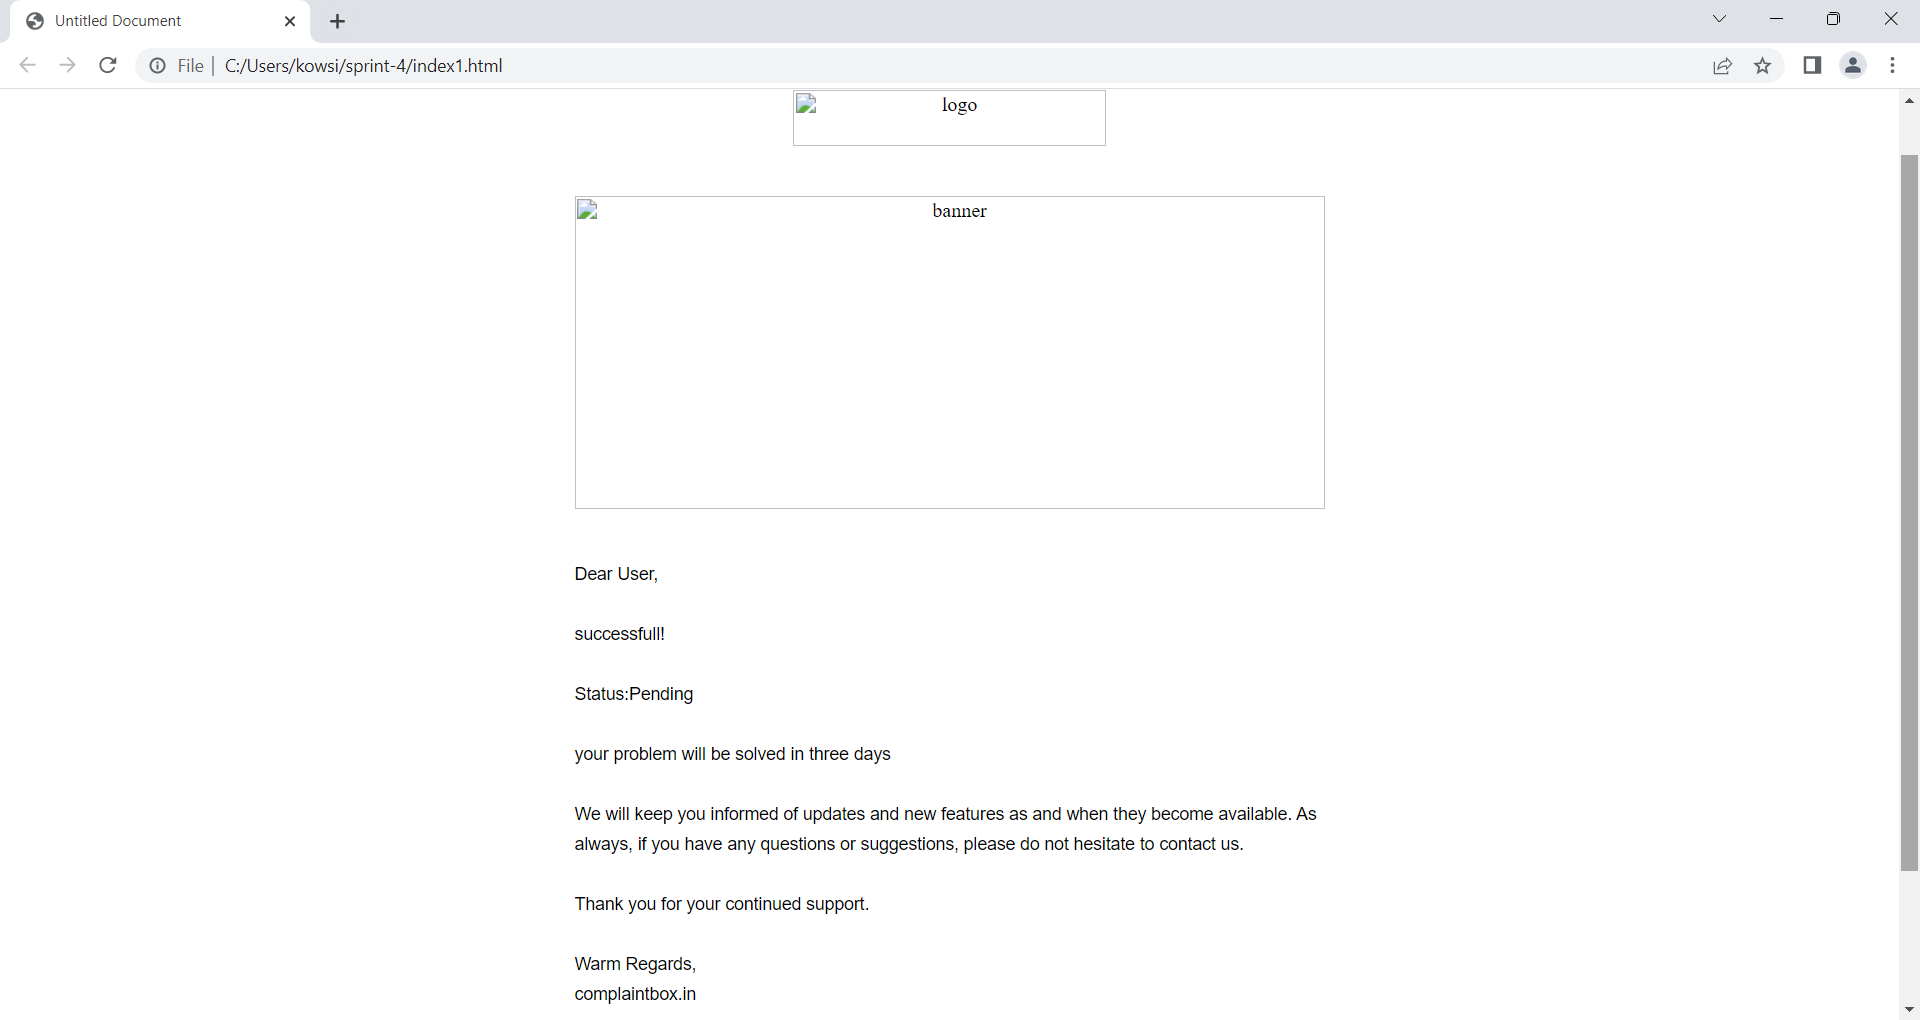 Untitled Document
File | C:/Users/kowsi/sprint-4/index1.html
logo
banner
Dear User,
successfull!
Status:Pending
your problem will be solved in three days
We will keep you informed of updates and new features as and when they become available. As
always, if you have any questions or suggestions, please do not hesitate to contact us.
Thank you for your continued support.
Warm Regards,
complaintbox.in